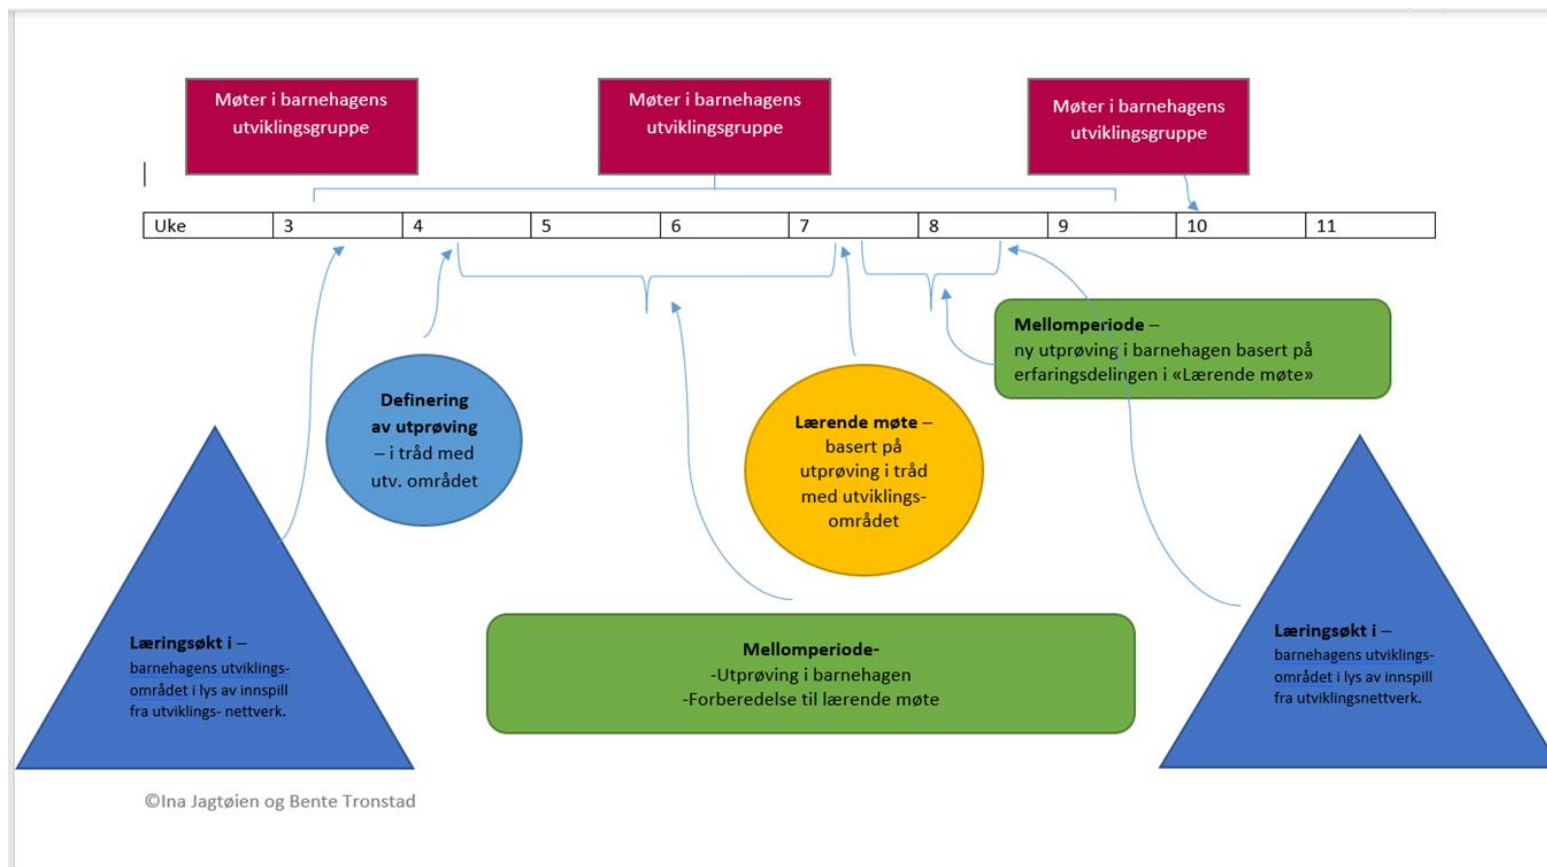 Møter i barnehagens
utviklingsgruppe
Møter i barnehagens
utviklingsgruppe
Møter i barnehagens
utviklingsgruppe
Uke 3 4 5 6 7 8 9 10 11
Mellomperiode –
ny utprøving i barnehagen basert på
erfaringsdelingen i «Lærende møte»
Definering
av utprøving
– i tråd med
utv. området
Lærende møte –
basert på
utprøving i tråd
med utviklings-
området
Læringsøkt i –
barnehagens utviklings-
området i lys av innspill
fra utviklings- nettverk.
Mellomperiode-
-Utprøving i barnehagen
-Forberedelse til lærende møte
Læringsøkt i –
barnehagens utviklings-
området i lys av innspill
fra utviklingsnettverk.
©Ina Jagtøien og Bente Tronstad